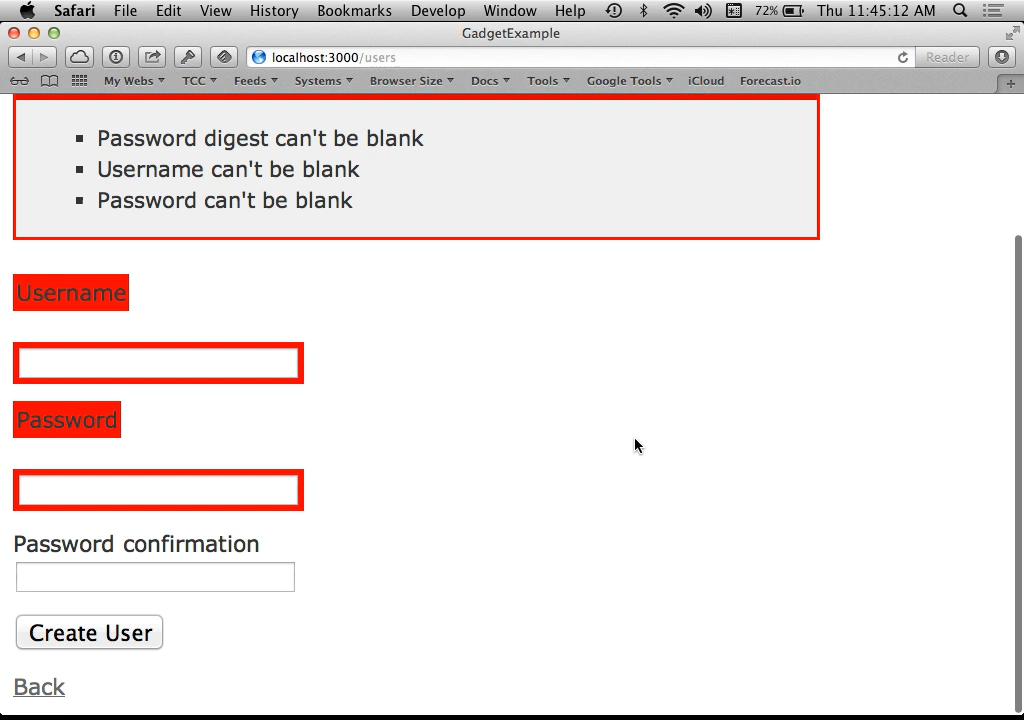 Safari File Edit View History Bookmarks Develop Window Help 72% Thu 11:45:12 AM
GadgetExample
localhost:3000/users Reader
My Webs TCC Feeds Systems Browser Size Docs Tools Google Tools iCloud Forecast.io
Password digest can't be blank
Username can't be blank
Password can't be blank
Username
Password
Password confirmation
Create User
Back